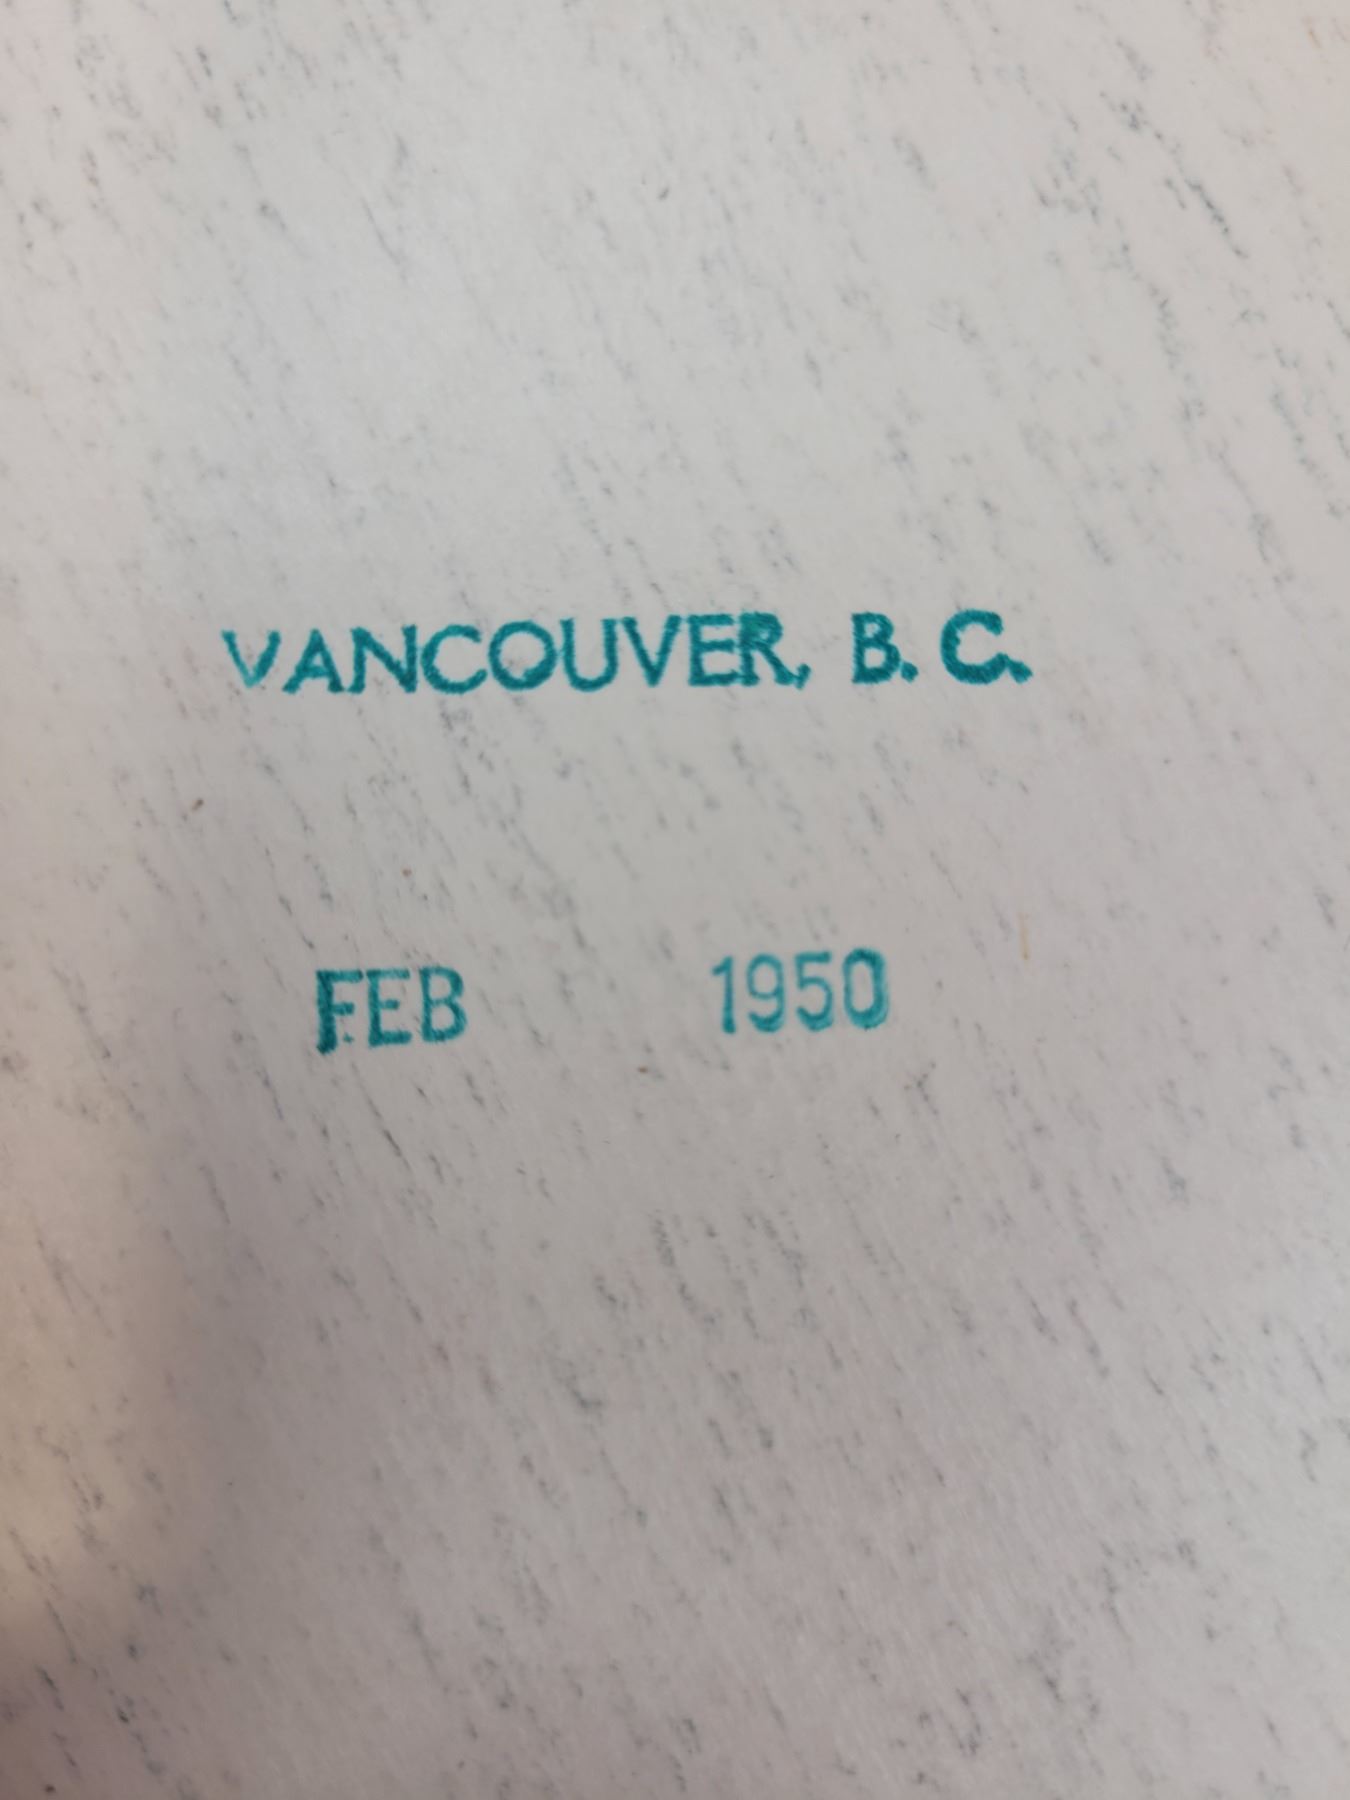 VANCOUVER, B. C.
FEB 1950